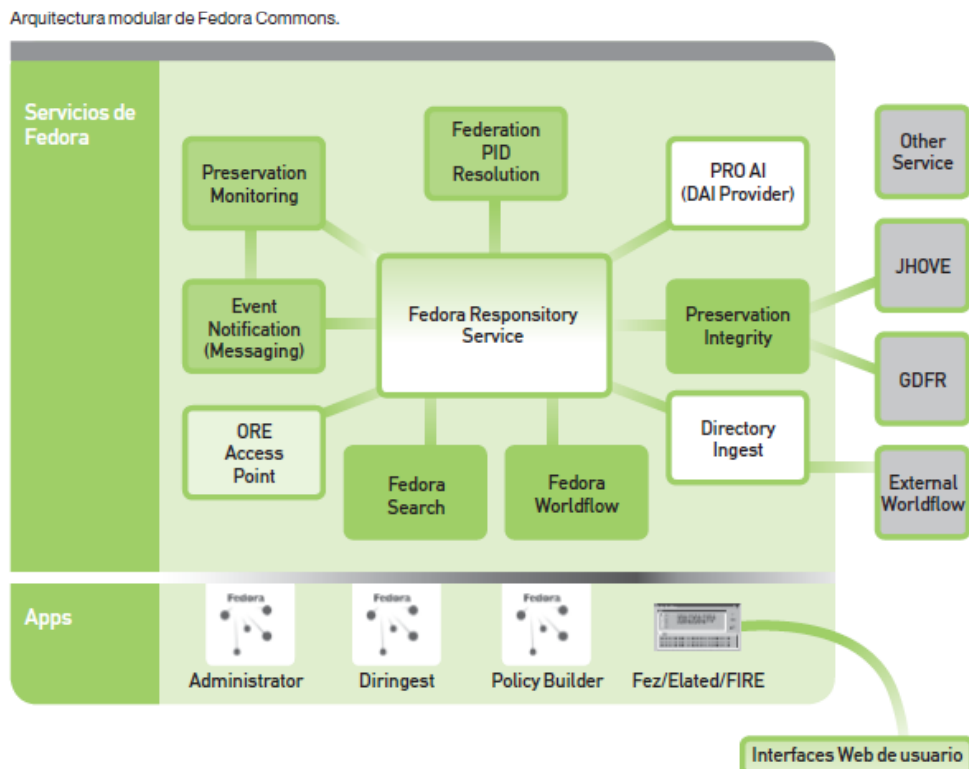 Arquitectura modular de Fedora Commons.
Servicios de
Fedora
Preservation
Monitoring
Federation
PID
Resolution
PRO AI
(DAI Provider)
Other
Service
Event
Notification
(Messaging)
Fedora Responsitory
Service
Preservation
Integrity
JHOVE
GDFR
ORE
Access
Point
Fedora
Search
Fedora
Worldflow
Directory
Ingest
External
Worldflow
Apps
Fedora
Administrator
Fedora
Diringest
Fedora
Policy Builder
Fez/Elated/FIRE
Interfaces Web de usuario